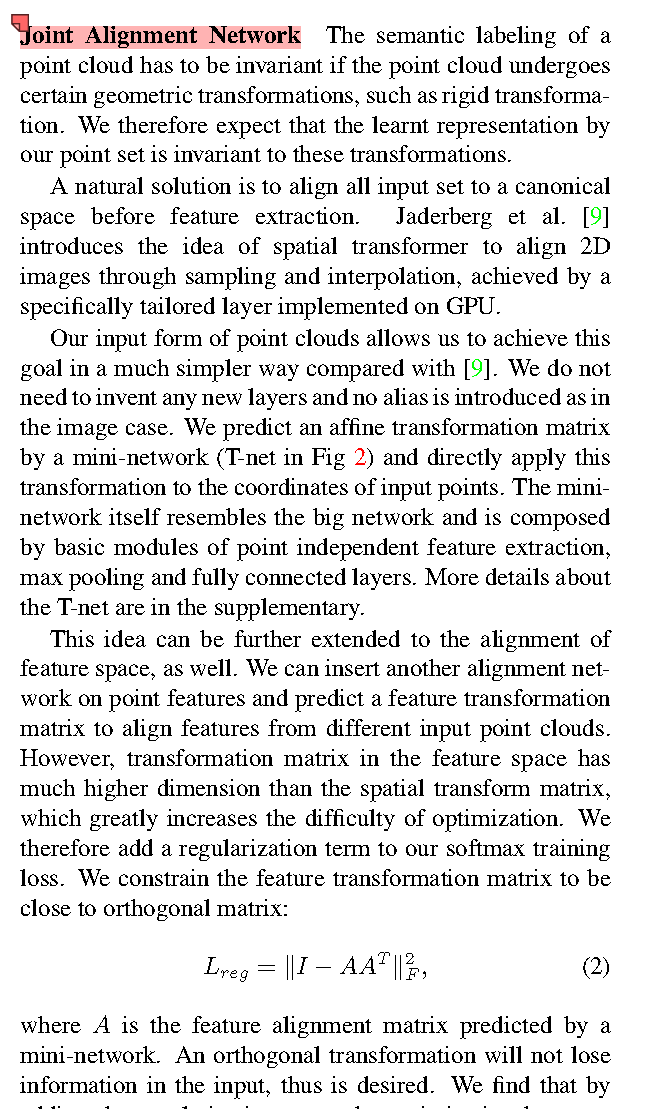 Joint Alignment Network The semantic labeling of a
point cloud has to be invariant if the point cloud undergoes
certain geometric transformations, such as rigid transforma-
tion. We therefore expect that the learnt representation by
our point set is invariant to these transformations.
A natural solution is to align all input set to a canonical
space before feature extraction. Jaderberg et al. [9]
introduces the idea of spatial transformer to align 2D
images through sampling and interpolation, achieved by a
specifically tailored layer implemented on GPU.
Our input form of point clouds allows us to achieve this
goal in a much simpler way compared with [9]. We do not
need to invent any new layers and no alias is introduced as in
the image case. We predict an affine transformation matrix
by a mini-network (T-net in Fig 2) and directly apply this
transformation to the coordinates of input points. The mini-
network itself resembles the big network and is composed
by basic modules of point independent feature extraction,
max pooling and fully connected layers. More details about
the T-net are in the supplementary.
This idea can be further extended to the alignment of
feature space, as well. We can insert another alignment net-
work on point features and predict a feature transformation
matrix to align features from different input point clouds.
However, transformation matrix in the feature space has
much higher dimension than the spatial transform matrix,
which greatly increases the difficulty of optimization. We
therefore add a regularization term to our softmax training
loss. We constrain the feature transformation matrix to be
close to orthogonal matrix:
L_{reg} = ‖I − AA^T‖_F^2, (2)
where A is the feature alignment matrix predicted by a
mini-network. An orthogonal transformation will not lose
information in the input, thus is desired. We find that by